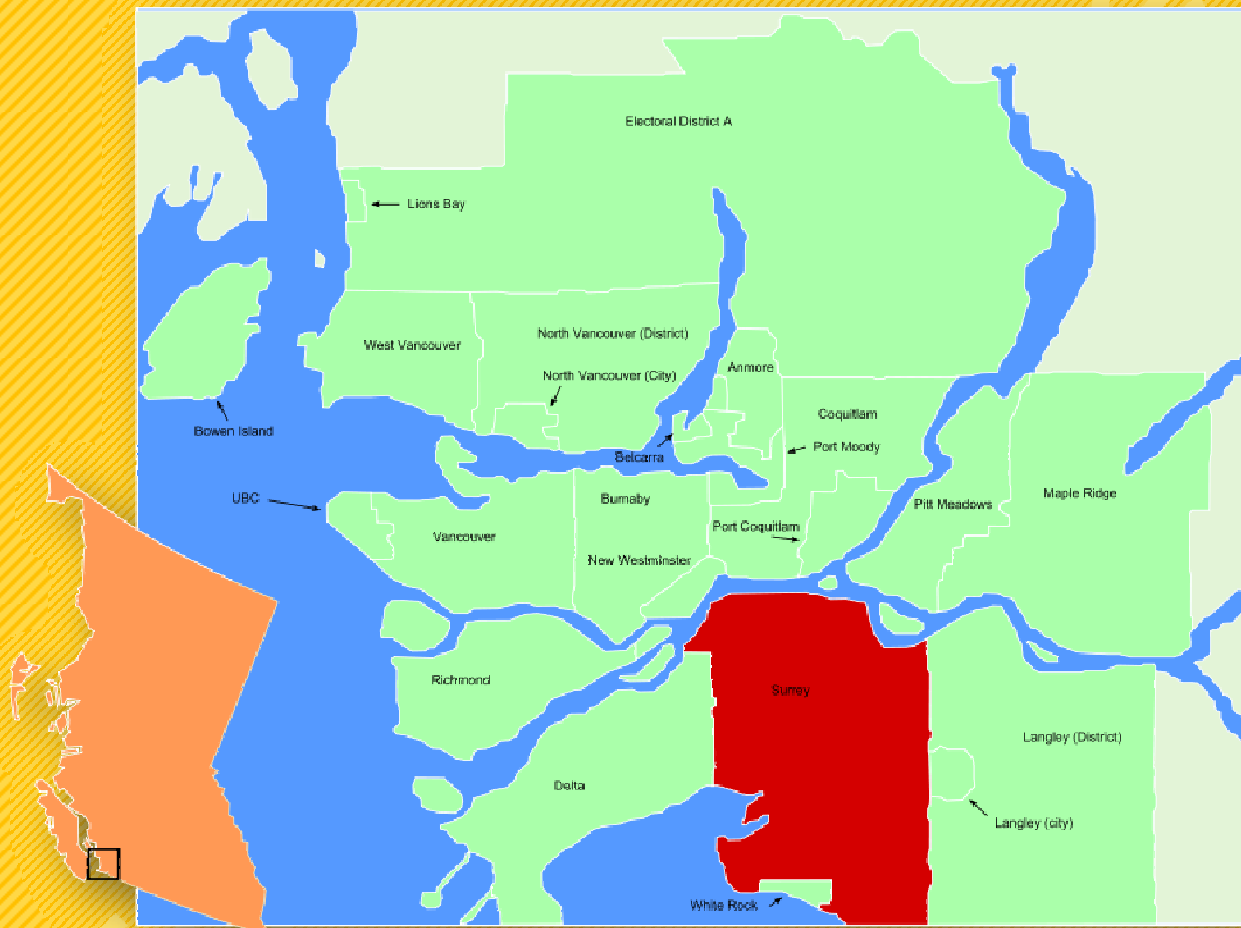 Electoral District A
Lions Bay
North Vancouver (District)
West Vancouver
Anmore
North Vancouver (City)
Coquitlam
Bowen Island
Port Moody
Belcarra
UBC
Burnaby
Maple Ridge
Pitt Meadows
Port Coquitlam
Vancouver
New Westminster
Richmond
Surrey
Langley (District)
Delta
Langley (city)
White Rock